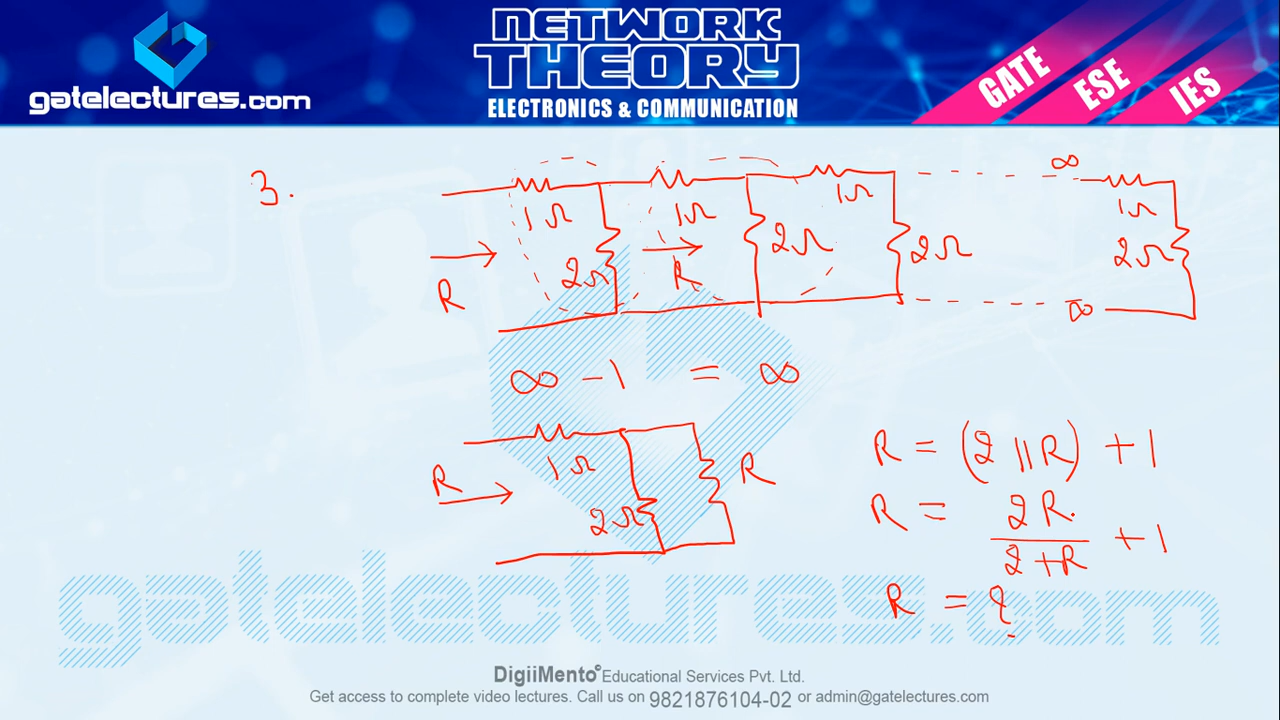 gatelectures.com
NETWORK
THEORY
ELECTRONICS & COMMUNICATION
GATE
ESE
IES
3.
1Ω 1Ω 1Ω ∞ 1Ω
R 2Ω R 2Ω 2Ω ∞ 2Ω
∞ - 1 = ∞
R 1Ω 2Ω R
R = (2 || R) + 1
R = 2R / 2+R + 1
R = ?
gatelectures.com
DigiiMento© Educational Services Pvt. Ltd.
Get access to complete video lectures. Call us on 9821876104-02 or admin@gatelectures.com